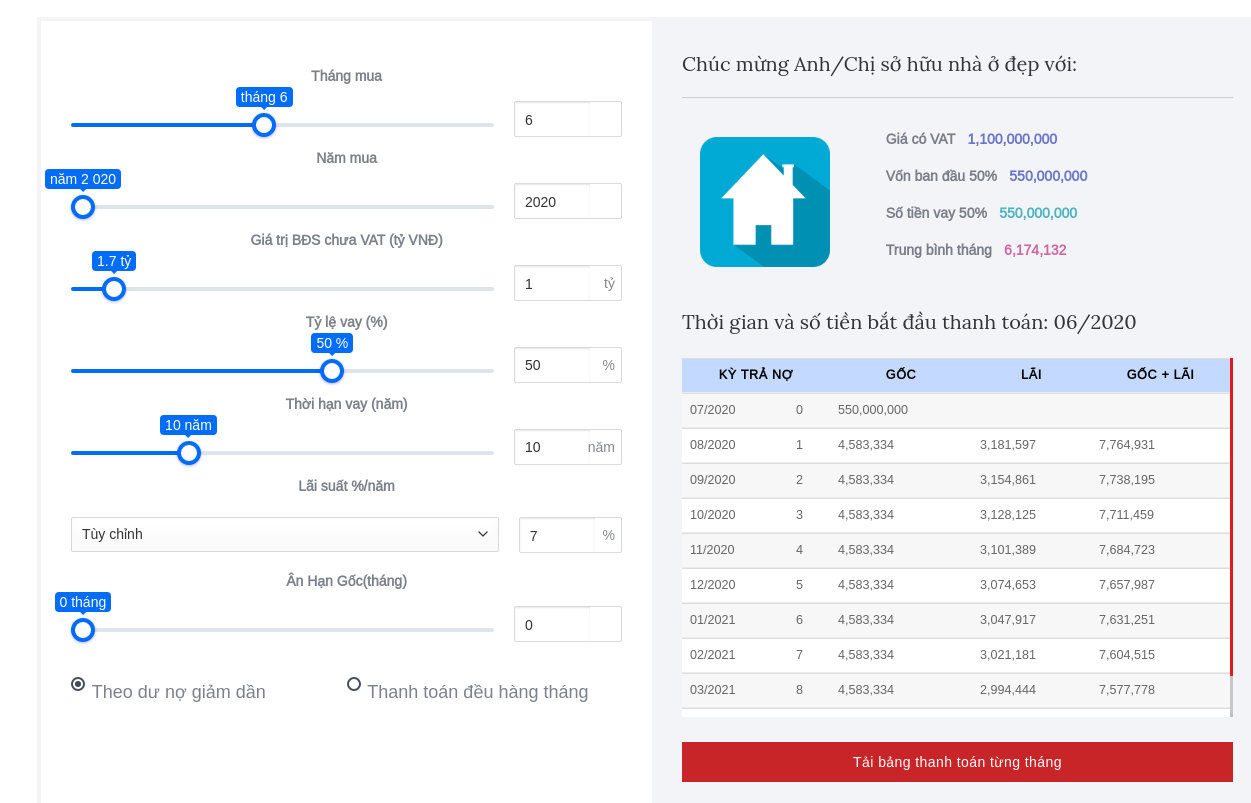 Tháng mua
tháng 6
6
Năm mua
năm 2 020
2020
Giá trị BĐS chưa VAT (tỷ VNĐ)
1.7 tỷ
1 tỷ
Tỷ lệ vay (%)
50 %
50 %
Thời hạn vay (năm)
10 năm
10 năm
Lãi suất %/năm
Tùy chỉnh
7 %
Ân Hạn Gốc(tháng)
0 tháng
0
Theo dư nợ giảm dần
Thanh toán đều hàng tháng
Chúc mừng Anh/Chị sở hữu nhà ở đẹp với:
Giá có VAT 1,100,000,000
Vốn ban đầu 50% 550,000,000
Số tiền vay 50% 550,000,000
Trung bình tháng 6,174,132
Thời gian và số tiền bắt đầu thanh toán: 06/2020
KỲ TRẢ NỢ GỐC LÃI GỐC + LÃI
07/2020 0 550,000,000
08/2020 1 4,583,334 3,181,597 7,764,931
09/2020 2 4,583,334 3,154,861 7,738,195
10/2020 3 4,583,334 3,128,125 7,711,459
11/2020 4 4,583,334 3,101,389 7,684,723
12/2020 5 4,583,334 3,074,653 7,657,987
01/2021 6 4,583,334 3,047,917 7,631,251
02/2021 7 4,583,334 3,021,181 7,604,515
03/2021 8 4,583,334 2,994,444 7,577,778
Tải bảng thanh toán từng tháng